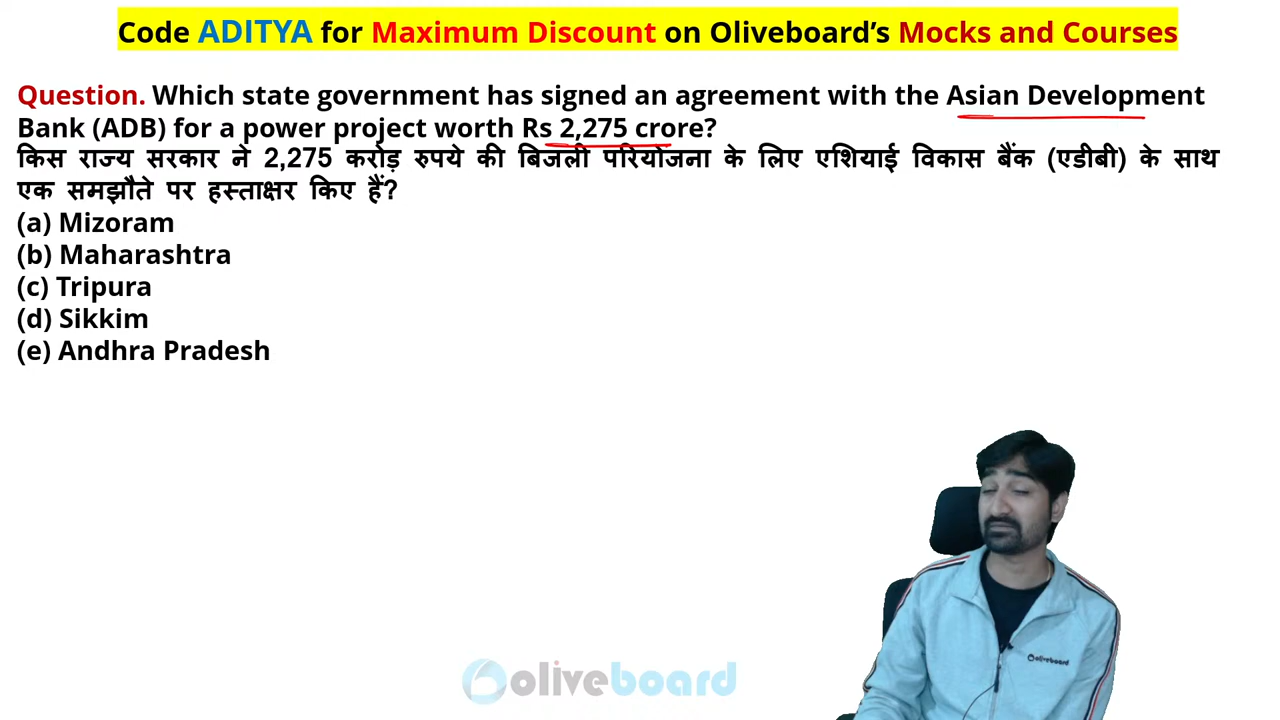 Code ADITYA for Maximum Discount on Oliveboard's Mocks and Courses
Question. Which state government has signed an agreement with the Asian Development
Bank (ADB) for a power project worth Rs 2,275 crore?
किस राज्य सरकार ने 2,275 करोड़ रुपये की बिजली परियोजना के लिए एशियाई विकास बैंक (एडीबी) के साथ
एक समझौते पर हस्ताक्षर किए हैं?
(a) Mizoram
(b) Maharashtra
(c) Tripura
(d) Sikkim
(e) Andhra Pradesh
oliveboard
oliveboard